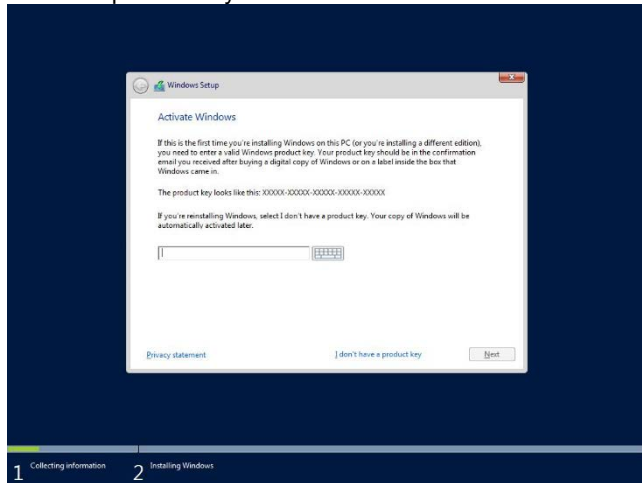 Windows Setup
Activate Windows
If this is the first time you're installing Windows on this PC (or you're installing a different edition),
you need to enter a valid Windows product key. Your product key should be in the confirmation
email you received after buying a digital copy of Windows or on a label inside the box that
Windows came in.
The product key looks like this: XXXXX-XXXXX-XXXXX-XXXXX-XXXXX
If you're reinstalling Windows, select I don't have a product key. Your copy of Windows will be
automatically activated later.
Privacy statement
I don't have a product key
Next
1 Collecting information
2 Installing Windows